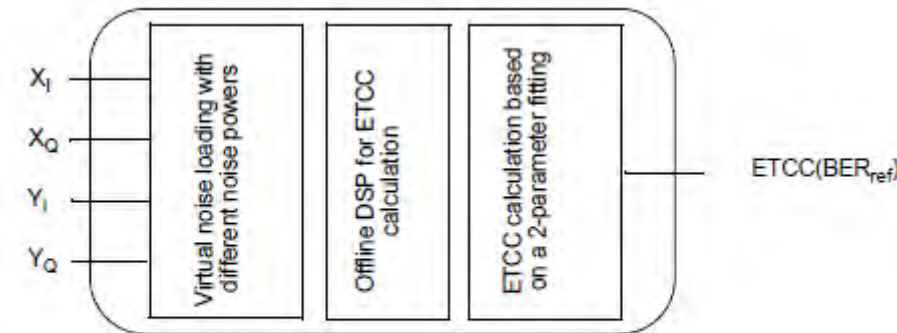 X_I
X_Q
Y_I
Y_Q
Virtual noise loading with
different noise powers
Offline DSP for ETCC
calculation
ETCC calculation based
on a 2-parameter fitting
ETCC(BER_ref)